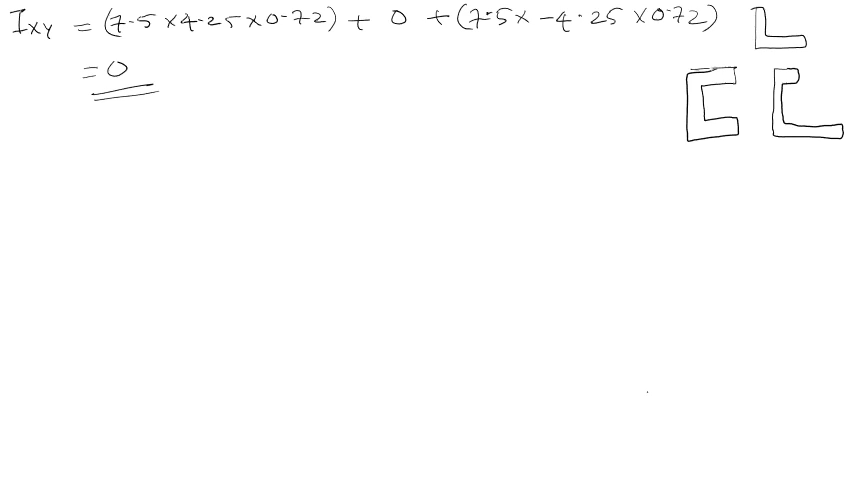 Ixy = (7.5 x 4.25 x 0.72) + 0 + (7.5 x -4.25 x 0.72)
= 0